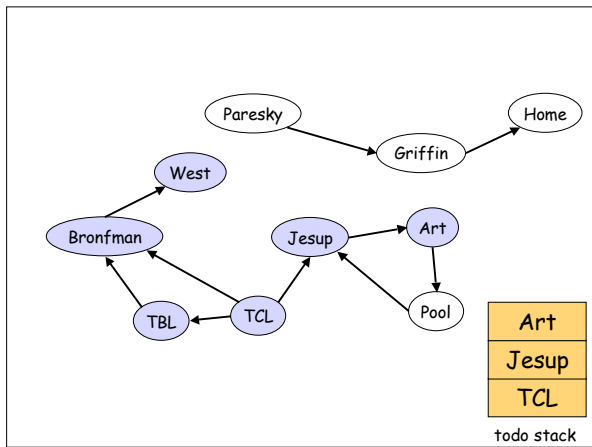 Paresky
Home
Griffin
West
Bronfman
Jesup
Art
TBL
TCL
Pool
Art
Jesup
TCL
todo stack